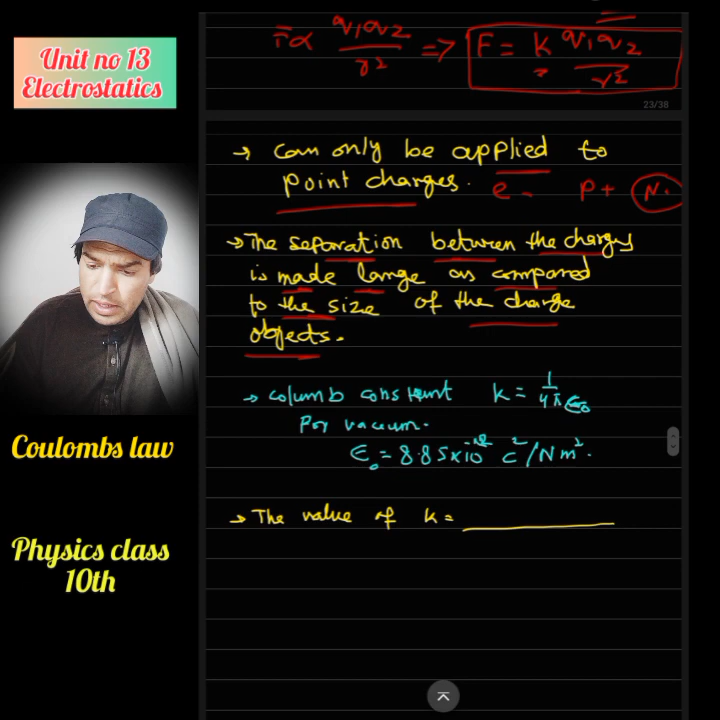 Unit no 13
Electrostatics
F ∝ q1q2/r² => F = k q1q2/r²
23/38
→ can only be applied to
point charges. e- P+ N.
→ The separation between the charges
is made large as compared
to the size of the charge
objects.
→ columb constant k = 1/4πε₀
For vacuum.
ε₀ = 8.85×10⁻¹² c²/Nm².
→ The value of k = ____
Coulombs law
Physics class
10th